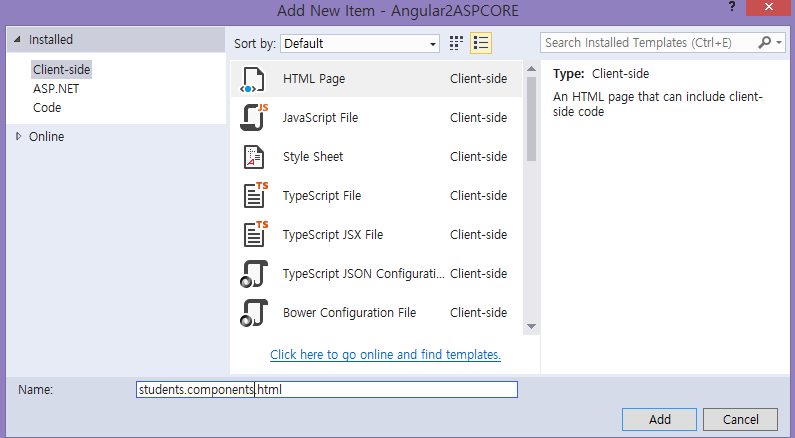 Add New Item - Angular2ASPCORE
?
Installed
Client-side
ASP.NET
Code
Online
Sort by: Default
HTML Page Client-side
JavaScript File Client-side
Style Sheet Client-side
TypeScript File Client-side
TypeScript JSX File Client-side
TypeScript JSON Configurati... Client-side
Bower Configuration File Client-side
Click here to go online and find templates.
Search Installed Templates (Ctrl+E)
Type: Client-side
An HTML page that can include client-
side code
Name: students.components.html
Add Cancel